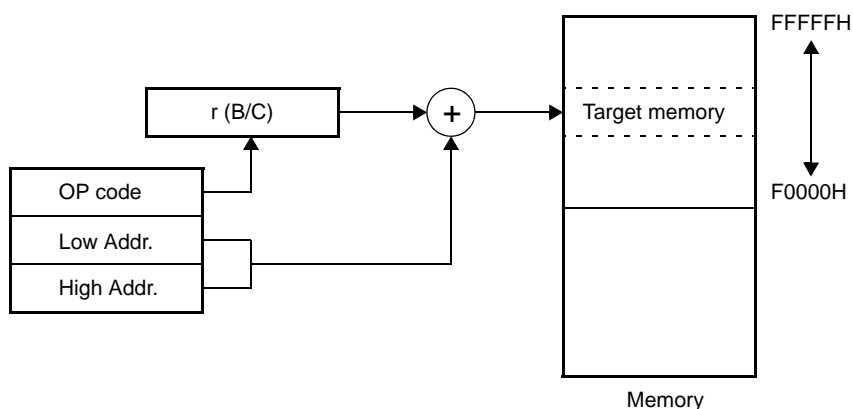 FFFFFH
r (B/C)
+
Target memory
OP code
F0000H
Low Addr.
High Addr.
Memory